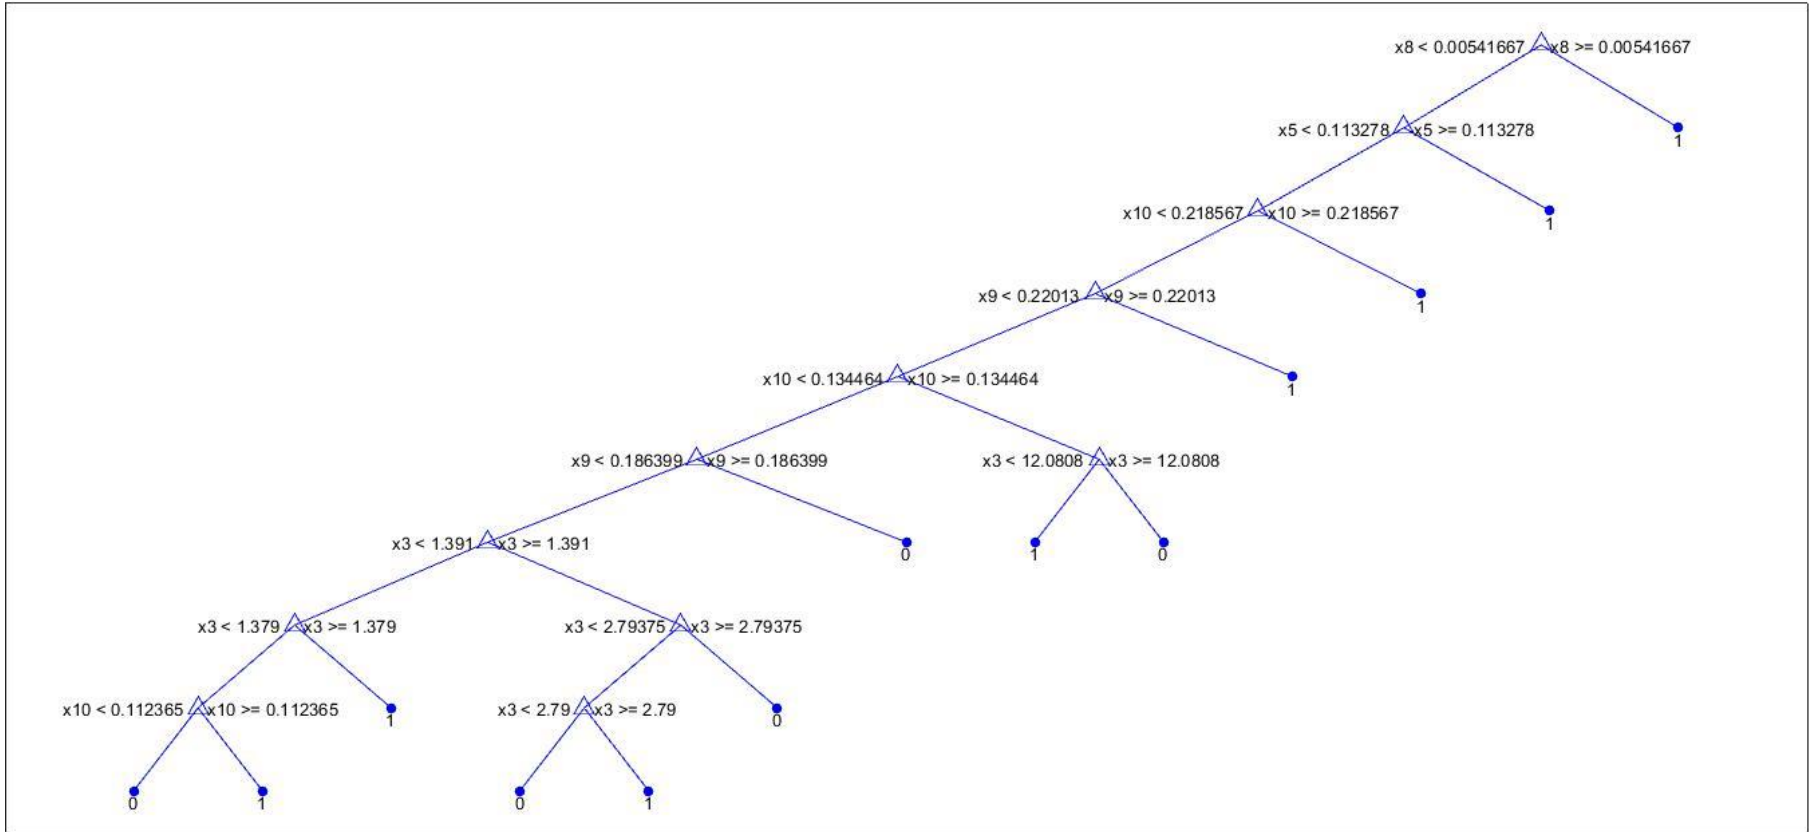 x8 < 0.00541667 x8 >= 0.00541667
x5 < 0.113278 x5 >= 0.113278
1
x10 < 0.218567 x10 >= 0.218567
1
x9 < 0.22013 x9 >= 0.22013
1
x10 < 0.134464 x10 >= 0.134464
1
x9 < 0.186399 x9 >= 0.186399 x3 < 12.0808 x3 >= 12.0808
x3 < 1.391 x3 >= 1.391
0 1 0
x3 < 1.379 x3 >= 1.379 x3 < 2.79375 x3 >= 2.79375
x10 < 0.112365 x10 >= 0.112365 1 x3 < 2.79 x3 >= 2.79 0
0 1 0 1